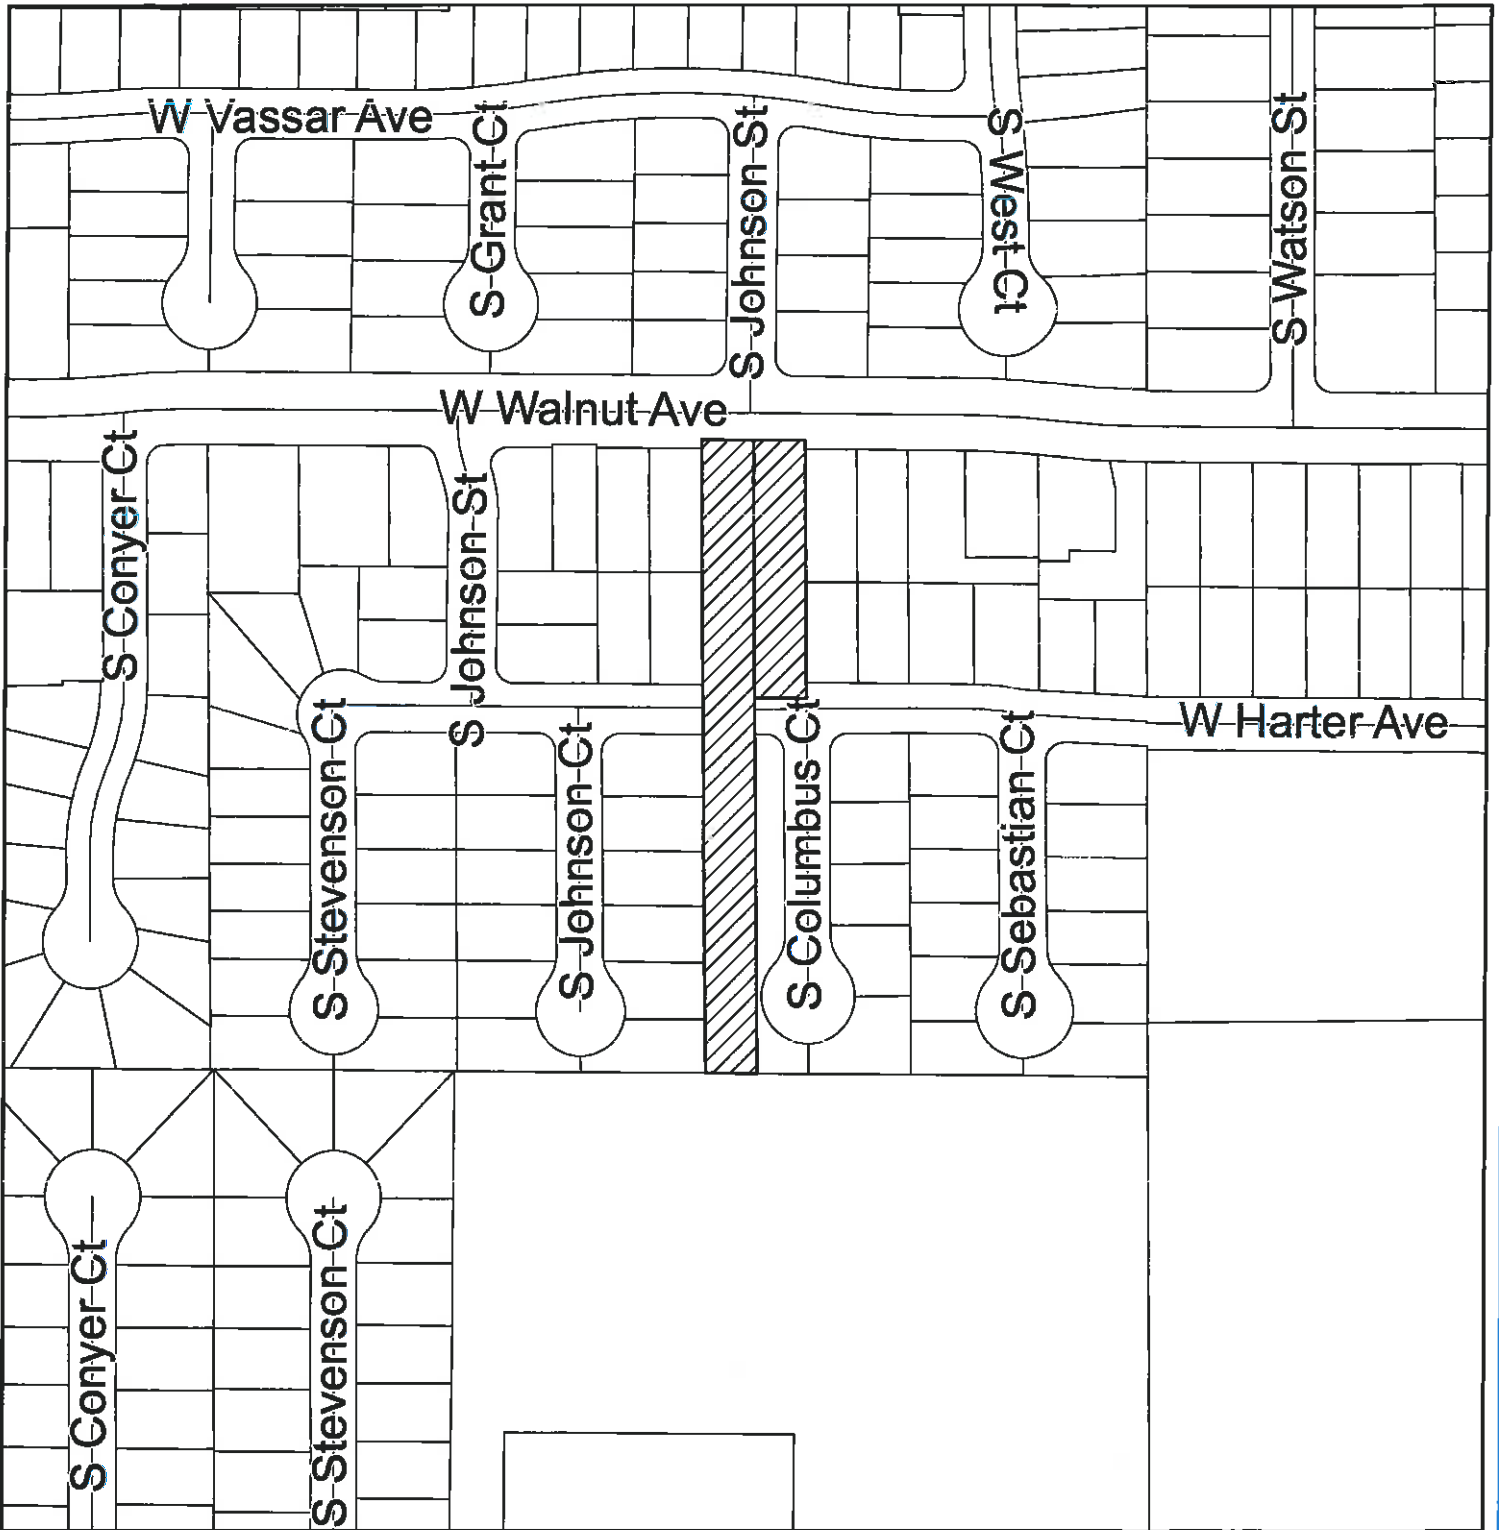 W Vassar Ave
S Grant Ct
S Johnson St
S West Ct
S Watson St
W Walnut Ave
S Conyer Ct
S Johnson St
W Harter Ave
S Stevenson Ct
S Johnson Ct
S Columbus Ct
S Sebastian Ct
S Conyer Ct
S Stevenson Ct